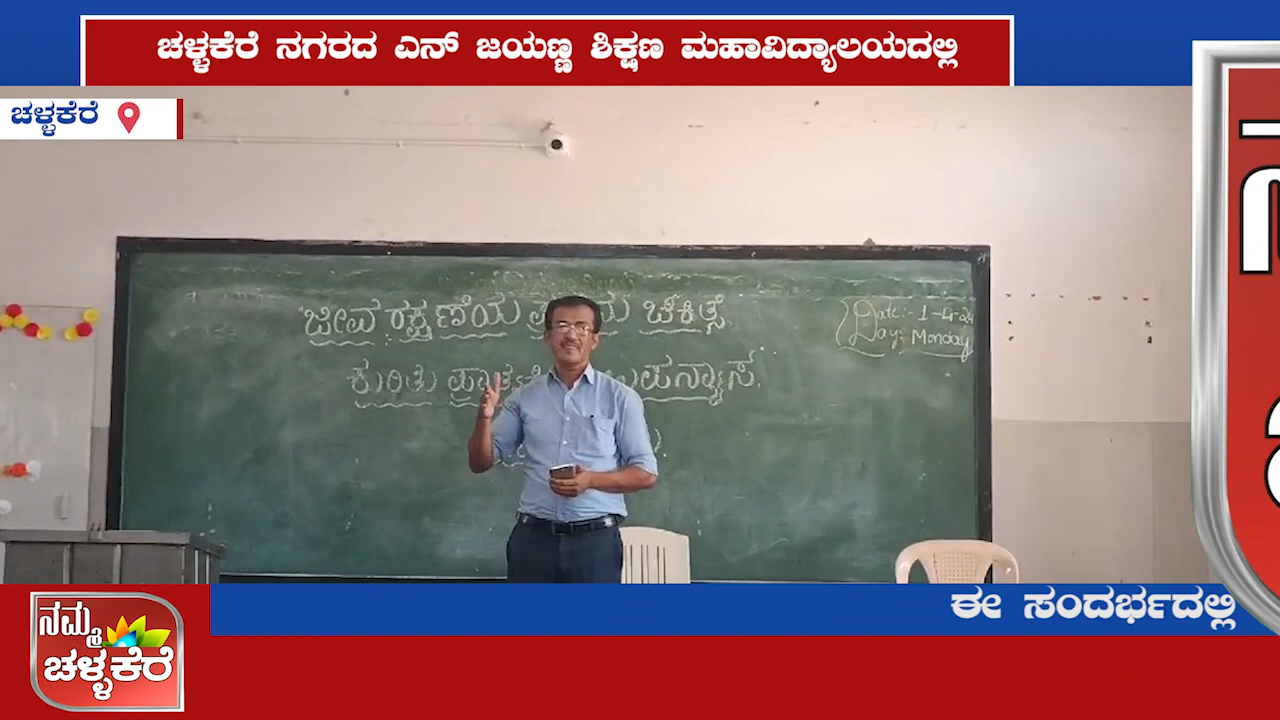 ಚಳ್ಳಕೆರೆ ನಗರದ ಎನ್ ಜಯಣ್ಣ ಶಿಕ್ಷಣ ಮಹಾವಿದ್ಯಾಲಯದಲ್ಲಿ
ಚಳ್ಳಕೆರೆ
ಜೀವ ರಕ್ಷಣೆಯ ಚಿಕಿತ್ಸೆ
Date:- 1-4-24
Day: Monday
ಕುರಿತು
ಈ ಸಂದರ್ಭದಲ್ಲಿ
ನಮ್ಮ
ಚಳ್ಳಕೆರೆ